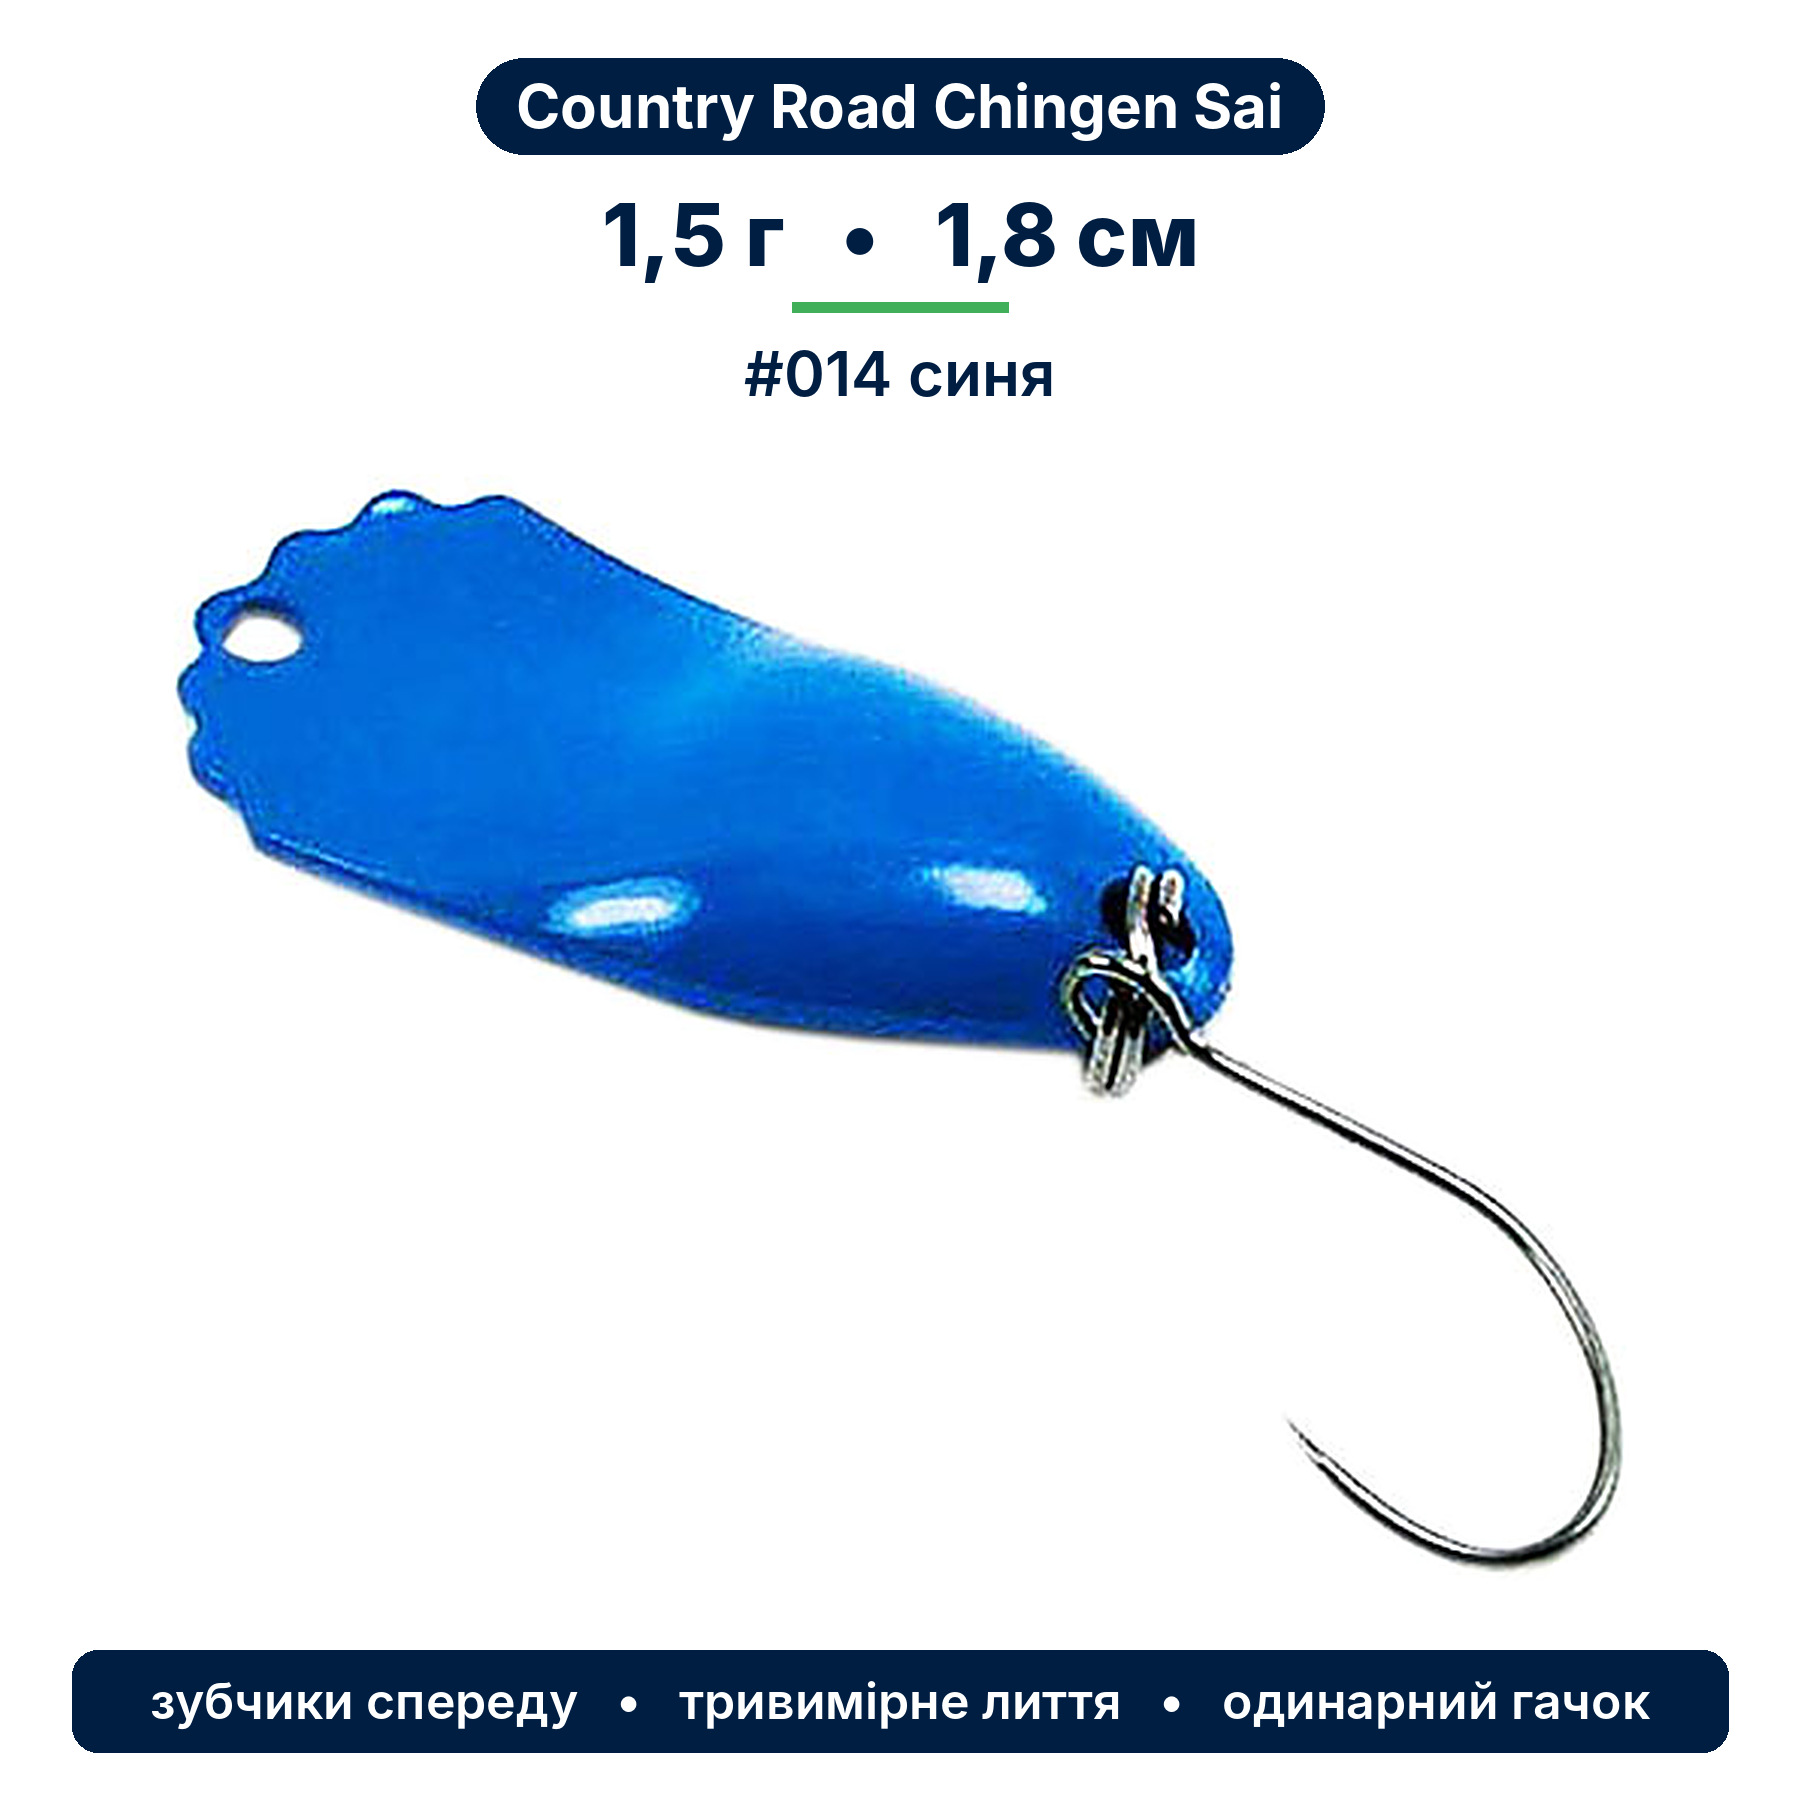 Country Road Chingen Sai
1,5 г • 1,8 см
#014 синя
зубчики спереду • тривимірне лиття • одинарний гачок